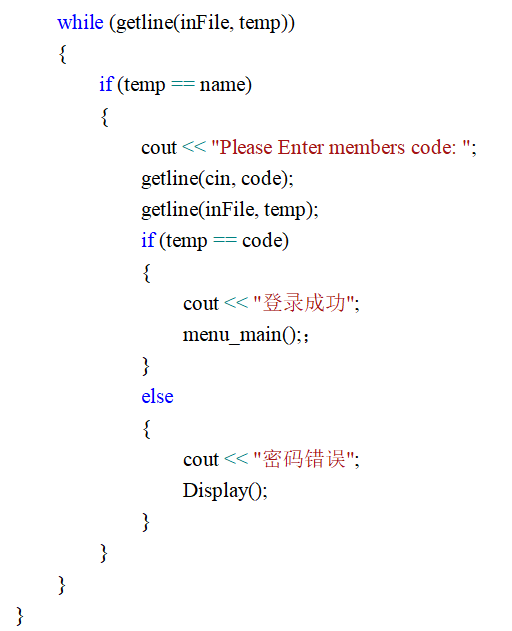 while (getline(inFile, temp))
{
if (temp == name)
{
cout << "Please Enter members code: ";
getline(cin, code);
getline(inFile, temp);
if (temp == code)
{
cout << "登录成功";
menu_main();；
}
else
{
cout << "密码错误";
Display();
}
}
}
}